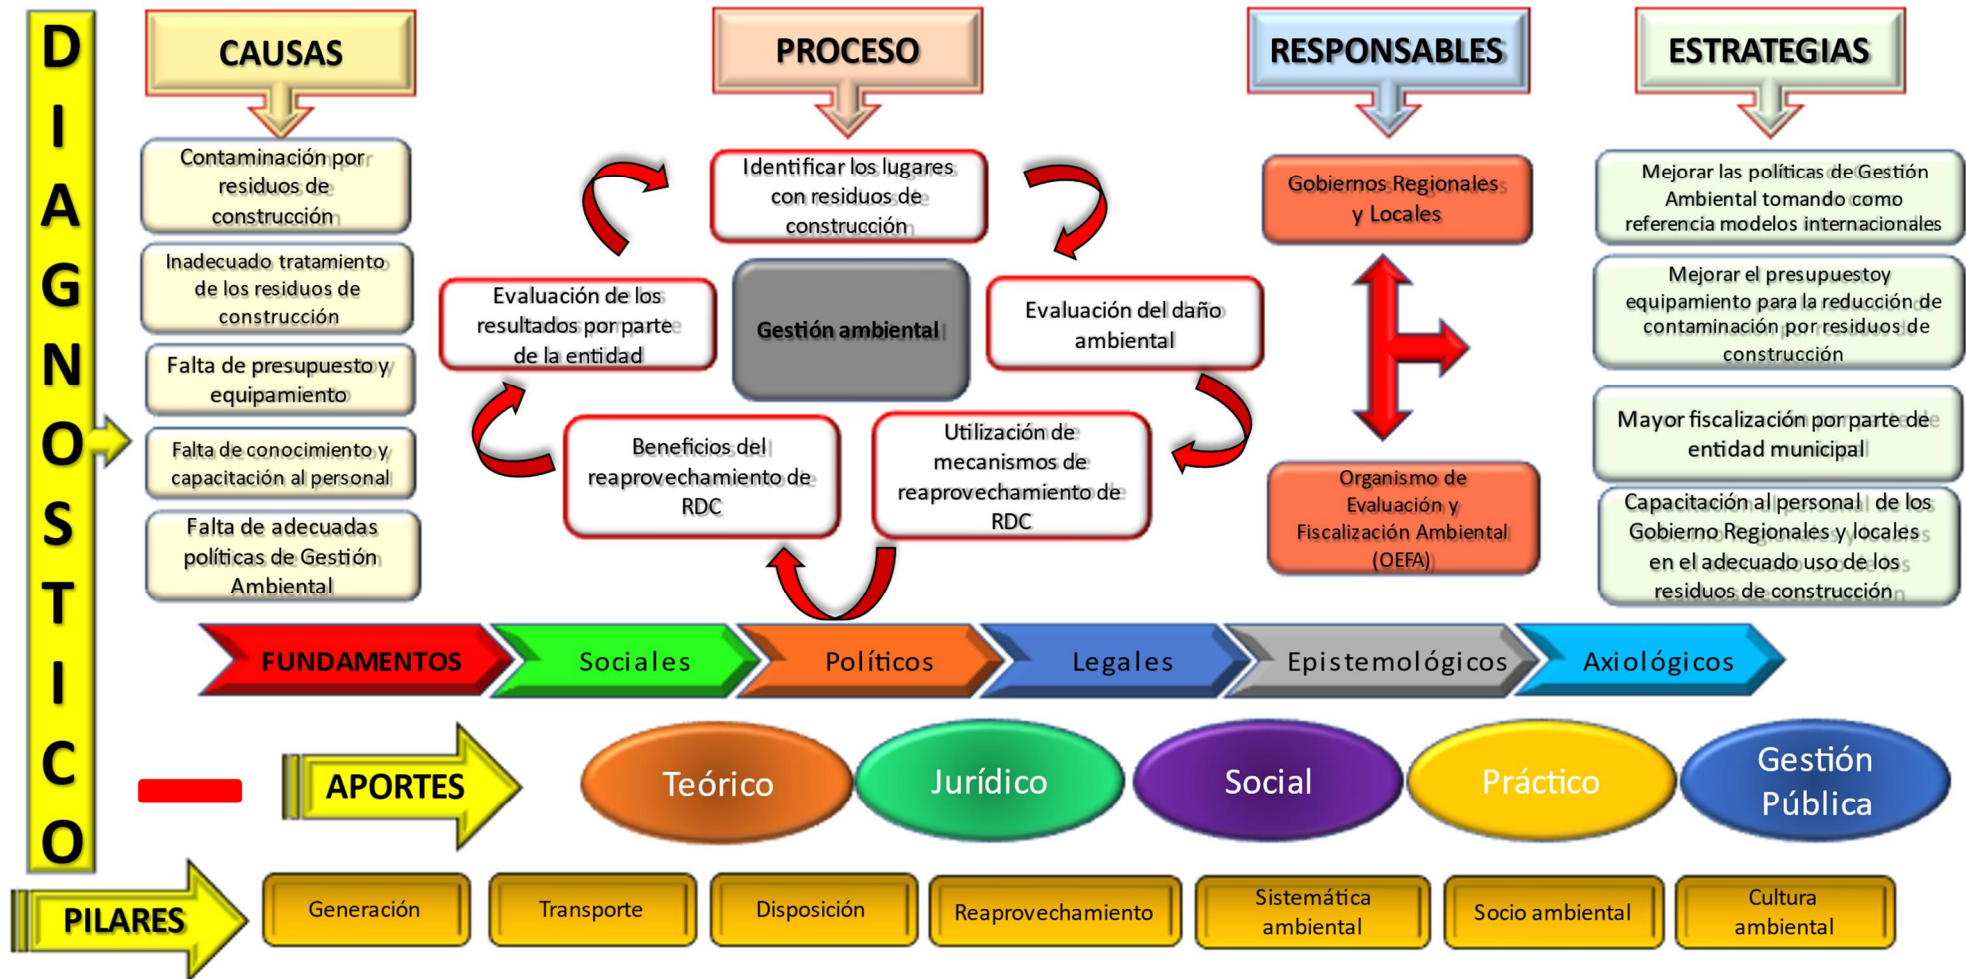 DIAGNOSTICO
CAUSAS
Contaminación por
residuos de
construcción
Inadecuado tratamiento
de los residuos de
construcción
Falta de presupuesto y
equipamiento
Falta de conocimiento y
capacitación al personal
Falta de adecuadas
políticas de Gestión
Ambiental
PROCESO
Identificar los lugares
con residuos de
construcción
Evaluación del daño
ambiental
Utilización de
mecanismos de
reaprovechamiento de
RDC
Beneficios del
reaprovechamiento de
RDC
Evaluación de los
resultados por parte
de la entidad
Gestión ambiental
RESPONSABLES
Gobiernos Regionales
y Locales
Organismo de
Evaluación y
Fiscalización Ambiental
(OEFA)
ESTRATEGIAS
Mejorar las políticas de Gestión
Ambiental tomando como
referencia modelos internacionales
Mejorar el presupuestoy
equipamiento para la reducción de
contaminación por residuos de
construcción
Mayor fiscalización por parte de
entidad municipal
Capacitación al personal de los
Gobierno Regionales y locales
en el adecuado uso de los
residuos de construcción
FUNDAMENTOS
Sociales
Políticos
Legales
Epistemológicos
Axiológicos
APORTES
Teórico
Jurídico
Social
Práctico
Gestión
Pública
PILARES
Generación
Transporte
Disposición
Reaprovechamiento
Sistemática
ambiental
Socio ambiental
Cultura
ambiental